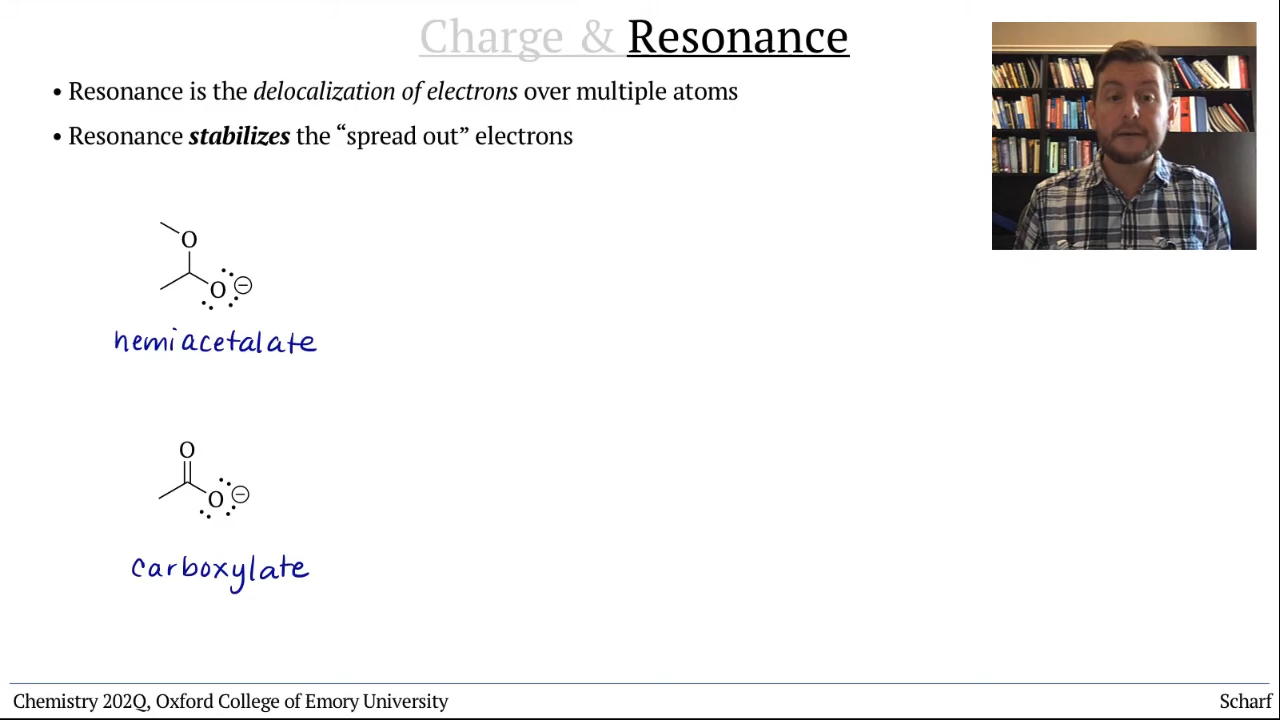 Charge & Resonance
• Resonance is the delocalization of electrons over multiple atoms
• Resonance stabilizes the “spread out” electrons
O
O
hemiacetalate
O
O
carboxylate
Chemistry 202Q, Oxford College of Emory University
Scharf